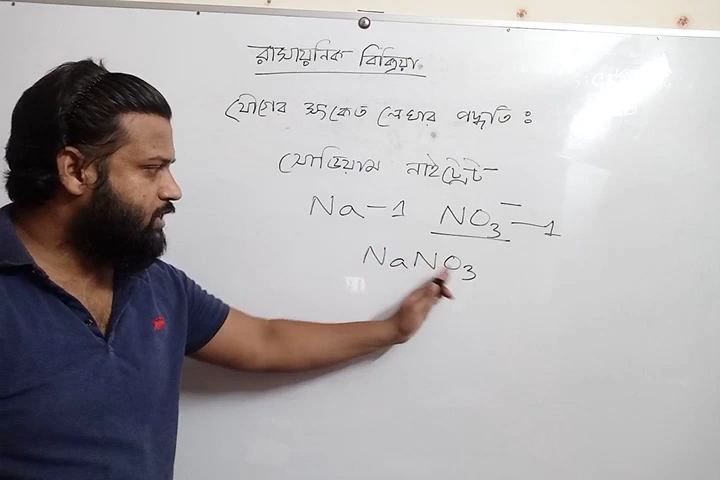 রাসায়নিক বিক্রিয়া
যৌগের সংকেত লেখার পদ্ধতি :
সোডিয়াম নাইট্রেট
Na-1 NO₃⁻-1
NaNO₃